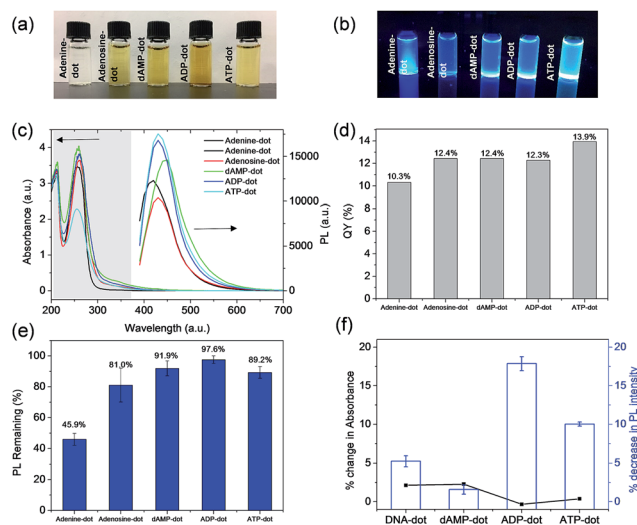 (a)
Adenine-
dot
Adenosine-
dot
dAMP-dot
ADP-dot
ATP-dot
(b)
Adenine-
dot
Adenosine-
dot
dAMP-dot
ADP-dot
ATP-dot
(c)
Absorbance (a.u.)
4
3
2
1
0
Adenine-dot
Adenine-dot
Adenosine-dot
dAMP-dot
ADP-dot
ATP-dot
15000
10000
5000
0
PL (a.u.)
200 300 400 500 600 700
Wavelength (a.u.)
(d)
QY (%)
16
14
12
10
8
6
4
2
0
10.3%
12.4%
12.4%
12.3%
13.9%
Adenine-dot Adenosine-dot dAMP-dot ADP-dot ATP-dot
(e)
PL Remaining (%)
100
80
60
40
20
0
45.9%
81.0%
91.9%
97.6%
89.2%
Adenine-dot Adenosine-dot dAMP-dot ADP-dot ATP-dot
(f)
% change in Absorbance
20
15
10
5
0
20
15
10
5
0
% decrease in PL intensity
DNA-dot dAMP-dot ADP-dot ATP-dot